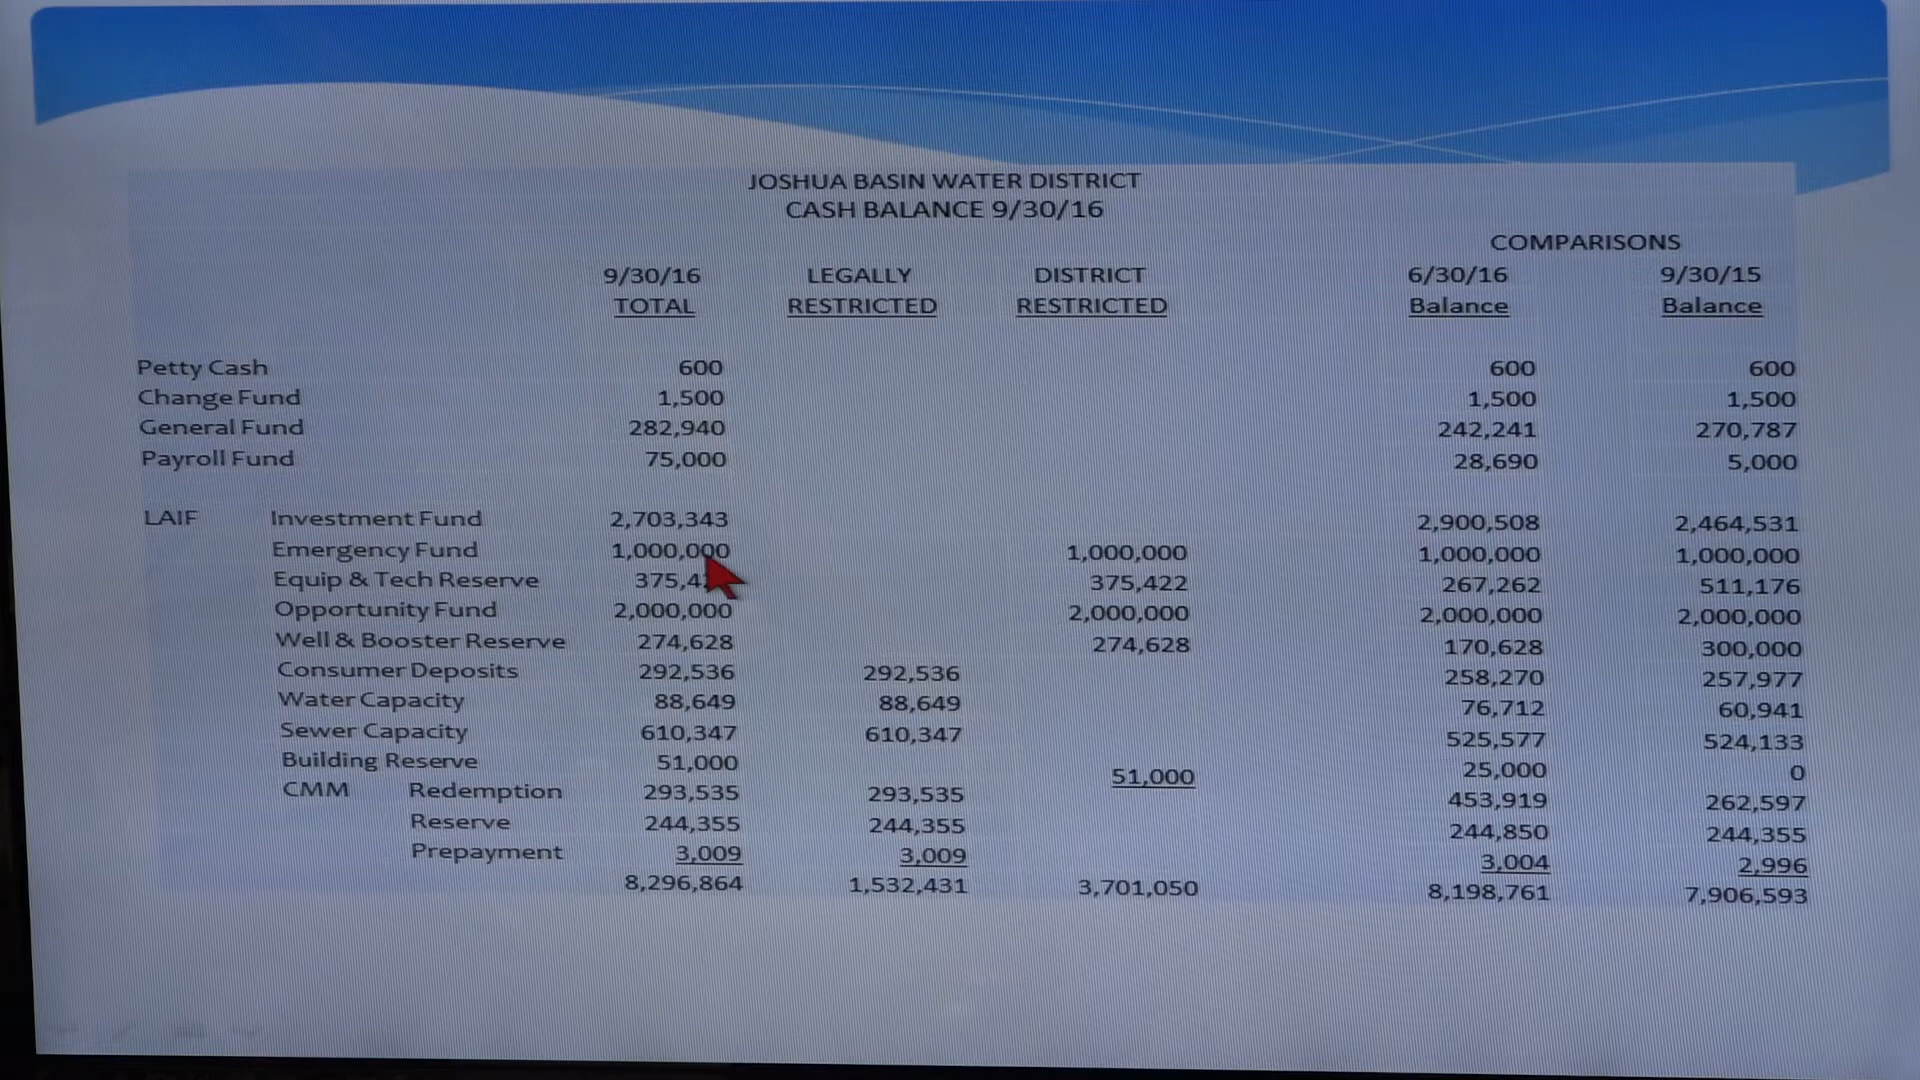 JOSHUA BASIN WATER DISTRICT
CASH BALANCE 9/30/16
COMPARISONS
9/30/16 LEGALLY DISTRICT 6/30/16 9/30/15
TOTAL RESTRICTED RESTRICTED Balance Balance
Petty Cash 600 600 600
Change Fund 1,500 1,500 1,500
General Fund 282,940 242,241 270,787
Payroll Fund 75,000 28,690 5,000
LAIF Investment Fund 2,703,343 2,900,508 2,464,531
Emergency Fund 1,000,000 1,000,000 1,000,000 1,000,000
Equip & Tech Reserve 375,422 267,262 511,176
Opportunity Fund 2,000,000 2,000,000 2,000,000 2,000,000
Well & Booster Reserve 274,628 274,628 170,628 300,000
Consumer Deposits 292,536 292,536 258,270 257,977
Water Capacity 88,649 88,649 76,712 60,941
Sewer Capacity 610,347 610,347 525,577 524,133
Building Reserve 51,000 51,000 25,000 0
CMM Redemption 293,535 293,535 453,919 262,597
Reserve 244,355 244,355 244,850 244,355
Prepayment 3,009 3,009 3,004 2,996
8,296,864 1,532,431 3,701,050 8,198,761 7,906,593